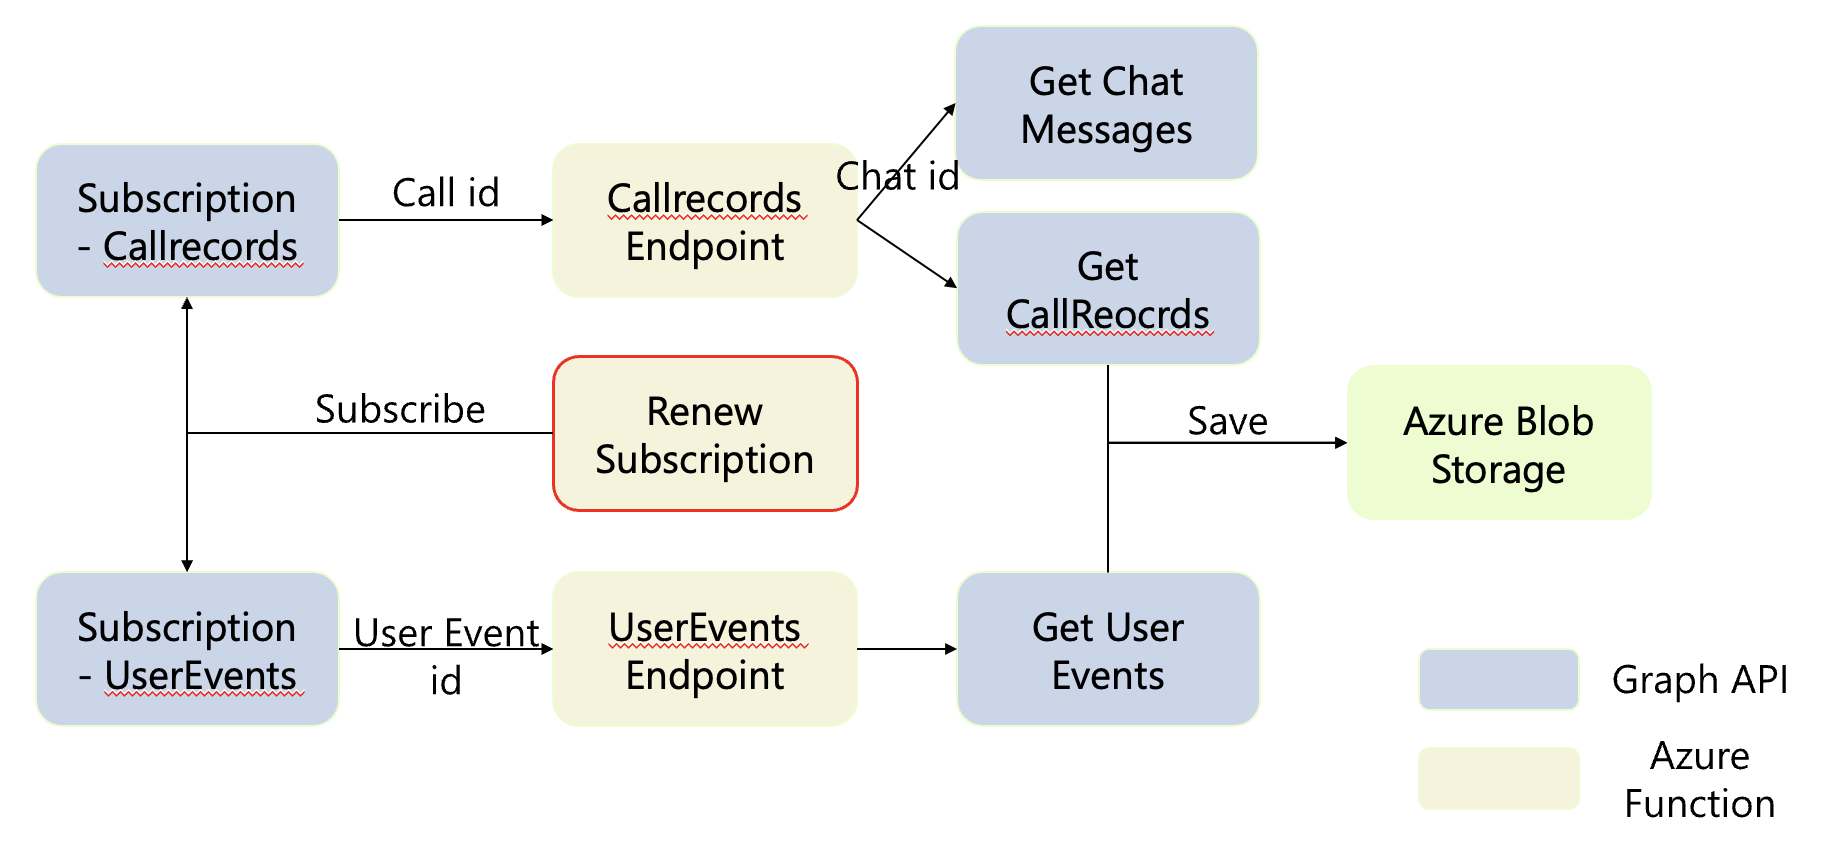 Get Chat
Messages
Subscription
- Callrecords
Call id
Callrecords
Endpoint
Chat id
Get
CallReocrds
Subscribe
Renew
Subscription
Save
Azure Blob
Storage
Subscription
- UserEvents
User Event
id
UserEvents
Endpoint
Get User
Events
Graph API
Azure
Function